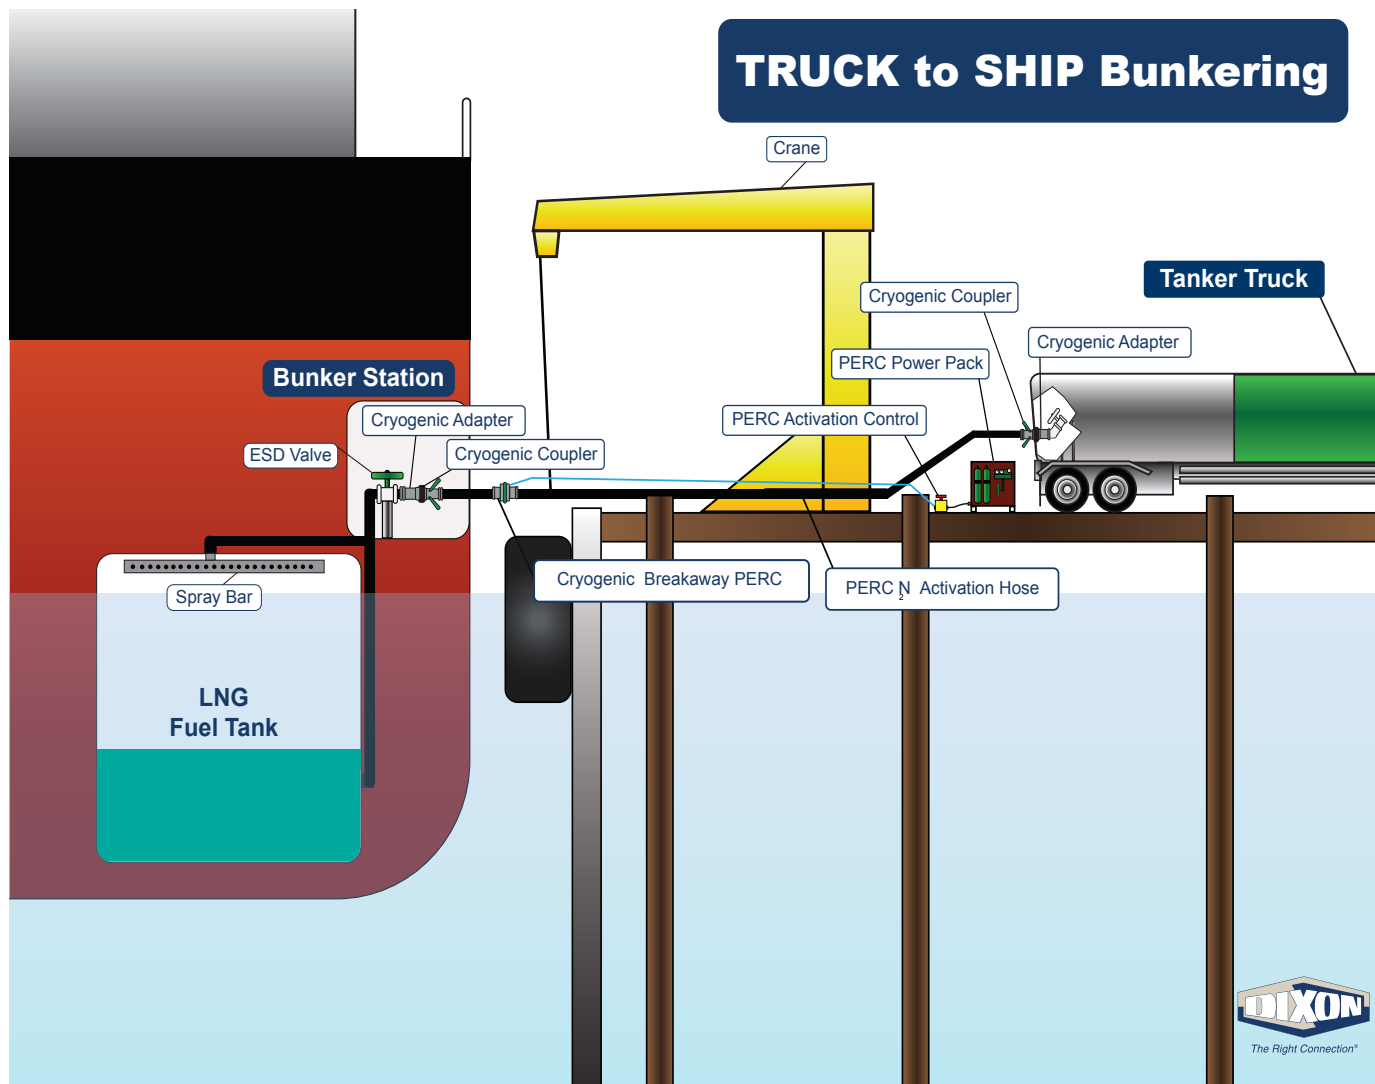 TRUCK to SHIP Bunkering
Crane
Tanker Truck
Cryogenic Coupler
Cryogenic Adapter
PERC Power Pack
Bunker Station
PERC Activation Control
Cryogenic Adapter
ESD Valve
Cryogenic Coupler
Cryogenic Breakaway PERC
PERC N2 Activation Hose
Spray Bar
LNG
Fuel Tank
DIXON
The Right Connection®